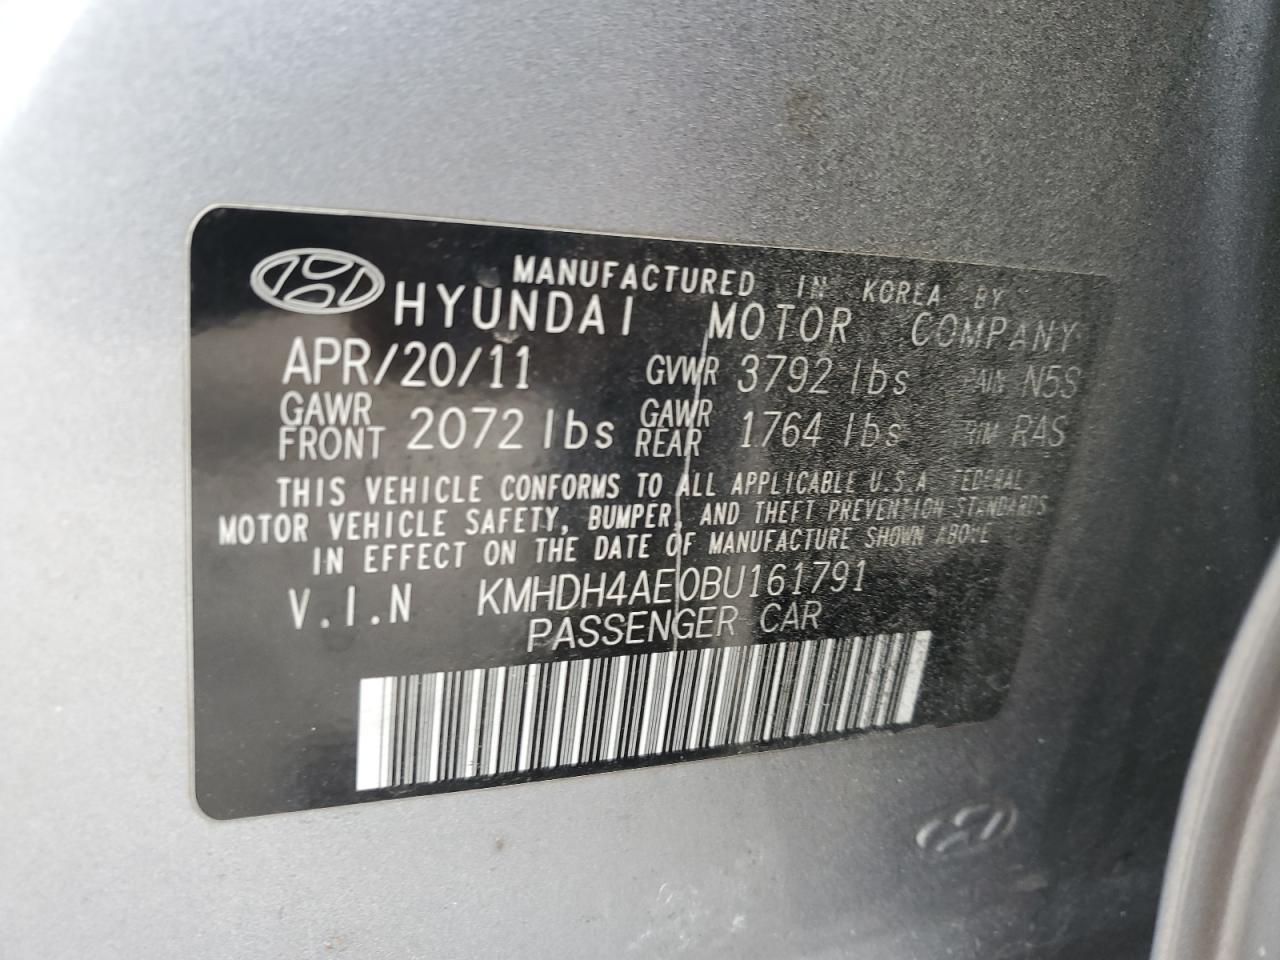 MANUFACTURED IN KOREA BY
HYUNDAI MOTOR COMPANY
APR/20/11 GVWR 3792 lbs PAIN N5S
GAWR FRONT 2072 lbs GAWR REAR 1764 lbs TRIM RAS
THIS VEHICLE CONFORMS TO ALL APPLICABLE U.S.A FEDERAL
MOTOR VEHICLE SAFETY, BUMPER, AND THEFT PREVENTION STANDARDS
IN EFFECT ON THE DATE OF MANUFACTURE SHOWN ABOVE
V.I.N KMHDH4AE0BU161791
PASSENGER CAR